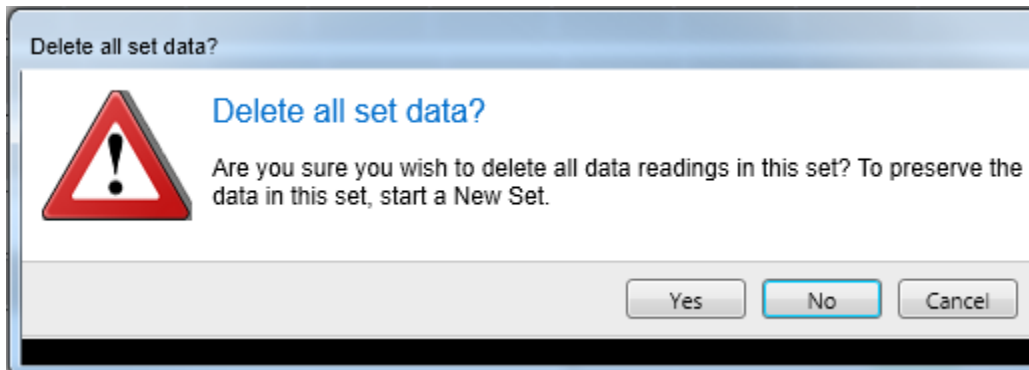 Delete all set data?
Delete all set data?
Are you sure you wish to delete all data readings in this set? To preserve the
data in this set, start a New Set.
Yes No Cancel